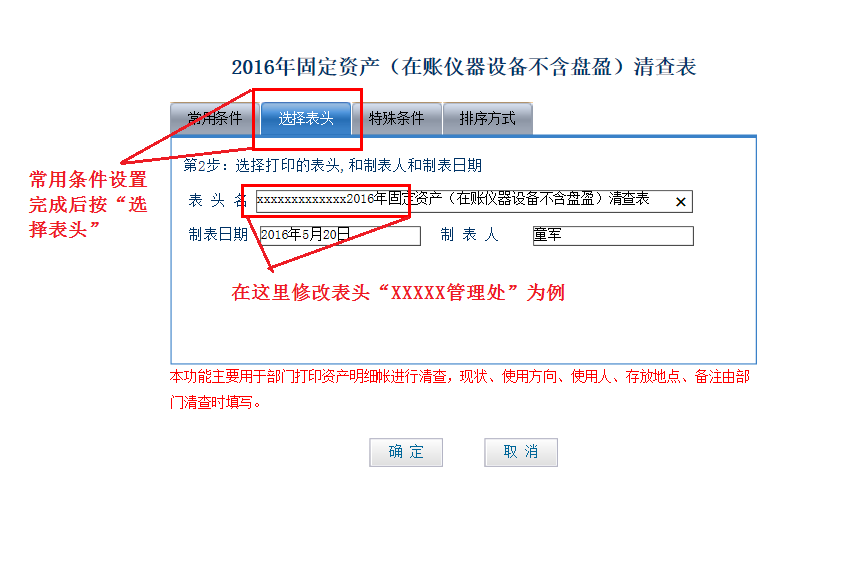 2016年固定资产（在账仪器设备不含盘盈）清查表
常用条件 选择表头 特殊条件 排序方式
第2步：选择打印的表头,和制表人和制表日期
常用条件设置
完成后按“选
择表头”
表 头 名 xxxxxxxxxxxxx2016年固定资产（在账仪器设备不含盘盈）清查表 ×
制表日期 2016年5月20日 制 表 人 童军
在这里修改表头“XXXXX管理处”为例
本功能主要用于部门打印资产明细帐进行清查，现状、使用方向、使用人、存放地点、备注由部
门清查时填写。
确 定 取 消